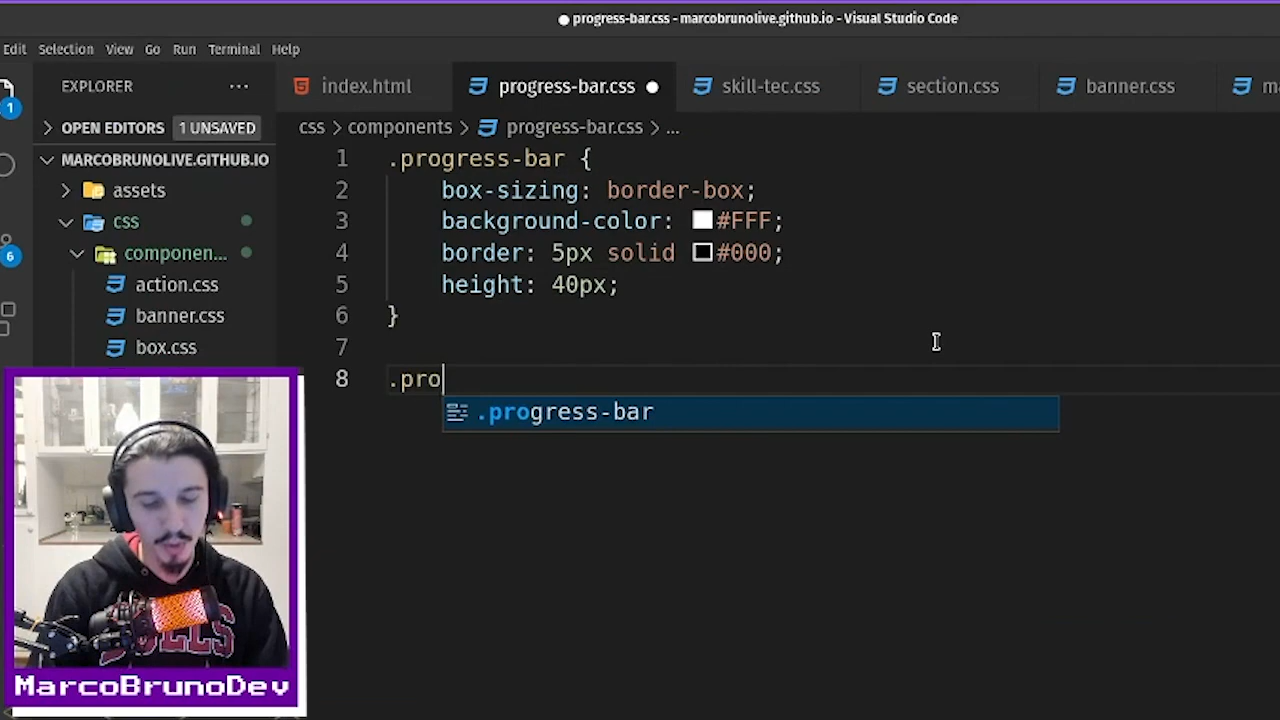 progress-bar.css - marcobrunolive.github.io - Visual Studio Code
Edit Selection View Go Run Terminal Help
EXPLORER ...
index.html progress-bar.css skill-tec.css section.css banner.css
1
OPEN EDITORS 1 UNSAVED
css > components > progress-bar.css > ...
MARCOBRUNOLIVE.GITHUB.IO
1 .progress-bar {
assets
2 box-sizing: border-box;
css
3 background-color: #FFF;
6
componen...
4 border: 5px solid #000;
action.css
5 height: 40px;
banner.css
6 }
box.css
7
8 .pro
.progress-bar
BULLS
MarcoBrunoDev